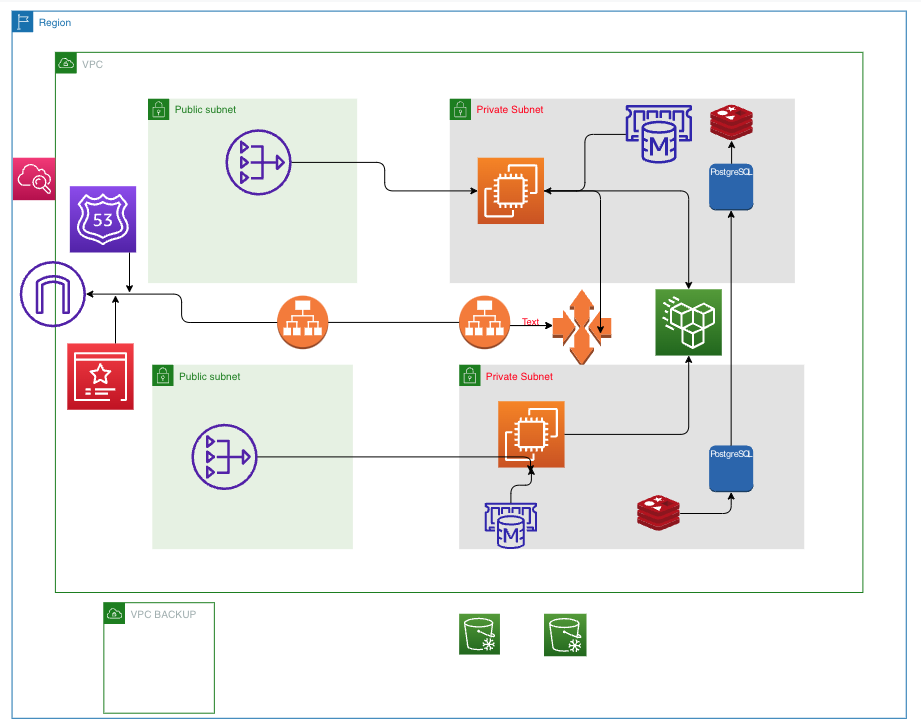 Region
VPC
Public subnet
Private Subnet
M
PostgreSQL
53
Text
Public subnet
Private Subnet
PostgreSQL
M
VPC BACKUP